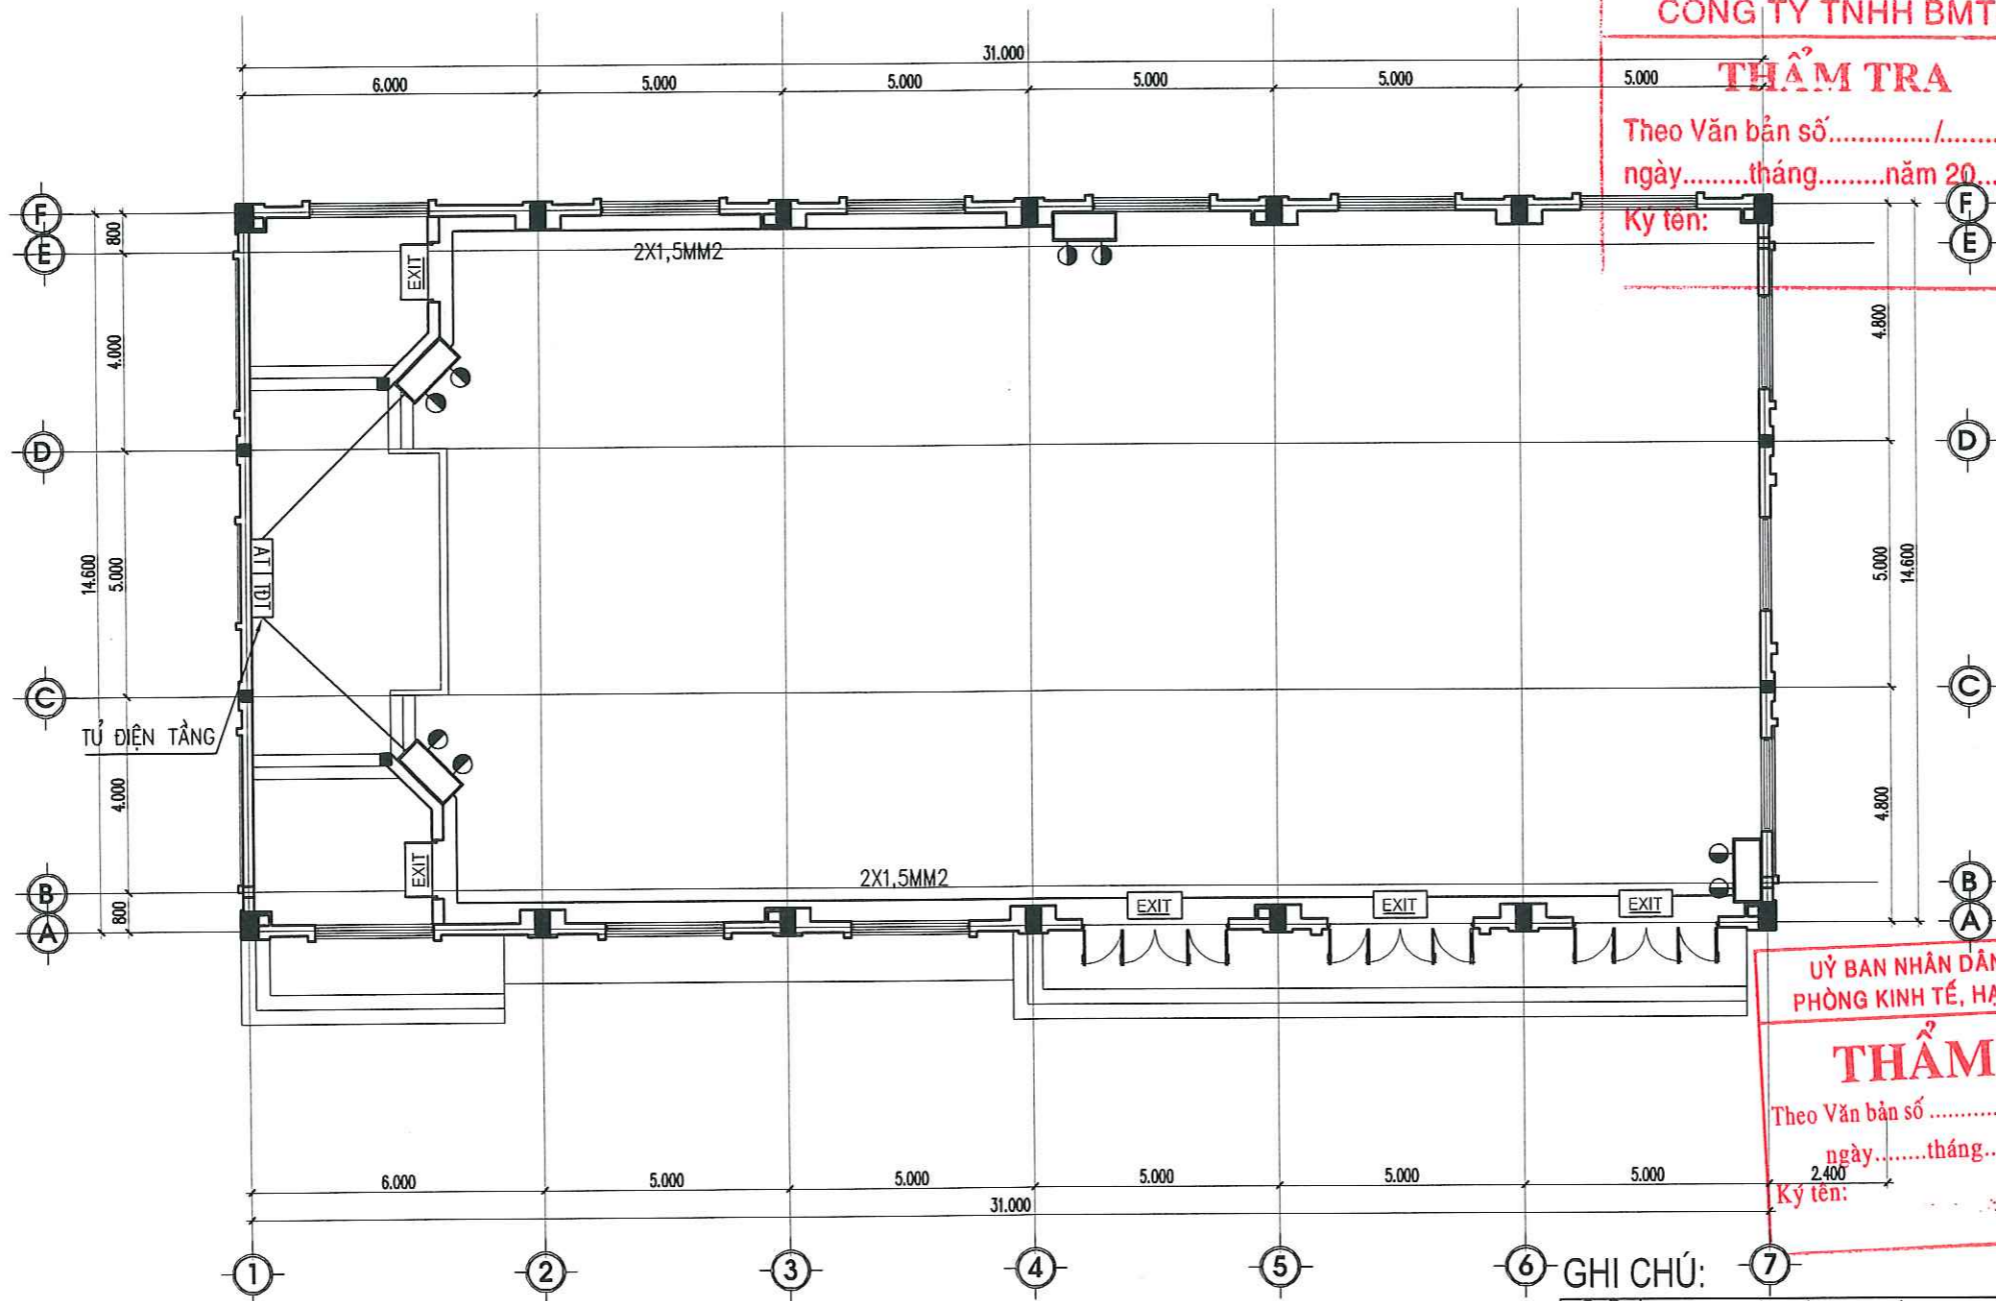 CÔNG TY TNHH BMT
THẨM TRA
Theo Văn bản số............./........
ngày.........tháng.........năm 20...
Ký tên:
31.000
6.000
5.000
5.000
5.000
5.000
5.000
F
E
D
C
B
A
800
4.000
5.000
4.000
800
14.600
2X1,5MM2
EXIT
AT
TĐT
TỦ ĐIỆN TẦNG
EXIT
2X1,5MM2
EXIT
EXIT
EXIT
4.800
5.000
4.800
14.600
F
E
D
C
B
A
UỶ BAN NHÂN DÂN
PHÒNG KINH TẾ, HẠ
THẨM
Theo Văn bản số ...........
ngày........tháng..
Ký tên:
6.000
5.000
5.000
5.000
5.000
5.000
2.400
31.000
1
2
3
4
5
6
7
GHI CHÚ: